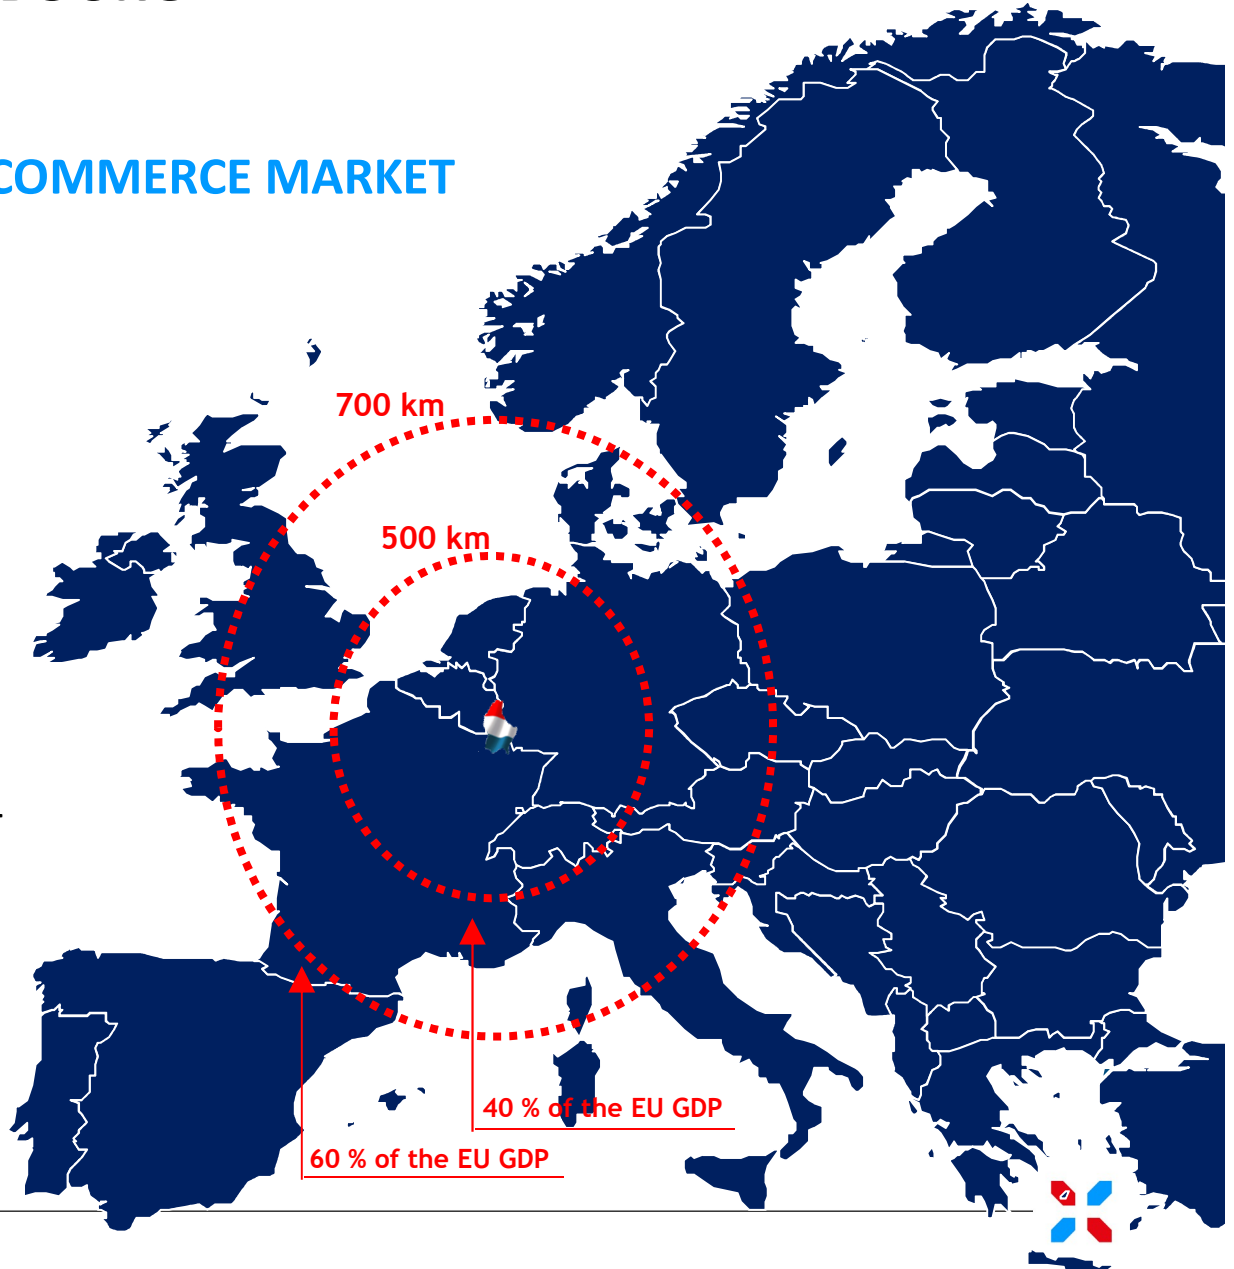 COMMERCE MARKET
700 km
500 km
40 % of the EU GDP
60 % of the EU GDP